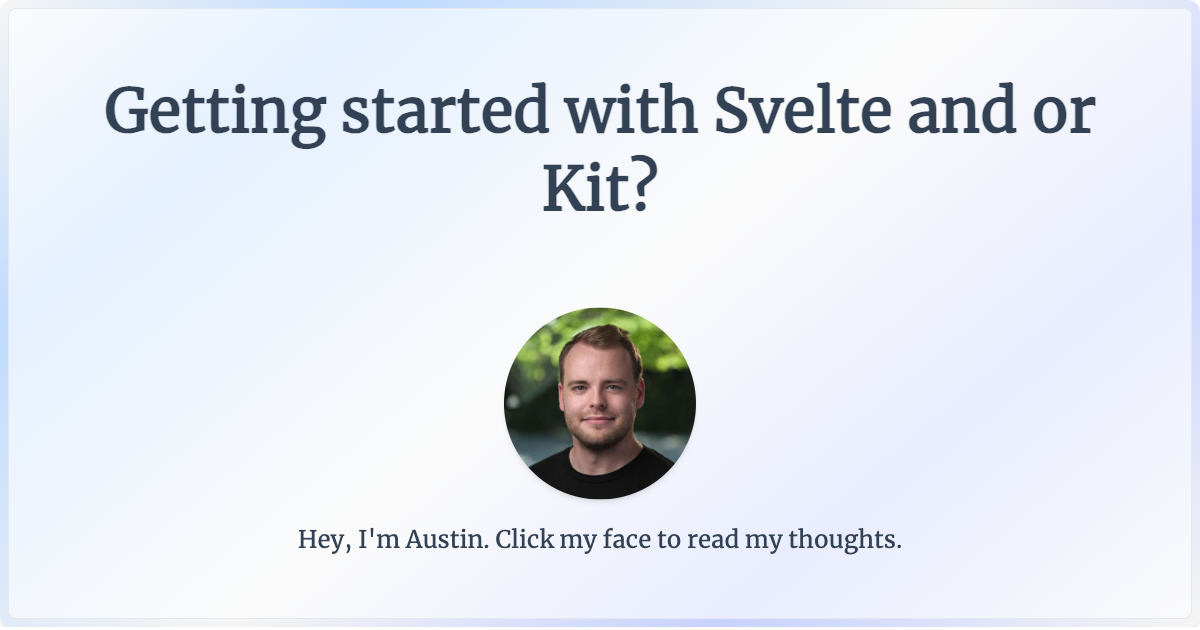 Getting started with Svelte and or
Kit?
Hey, I'm Austin. Click my face to read my thoughts.